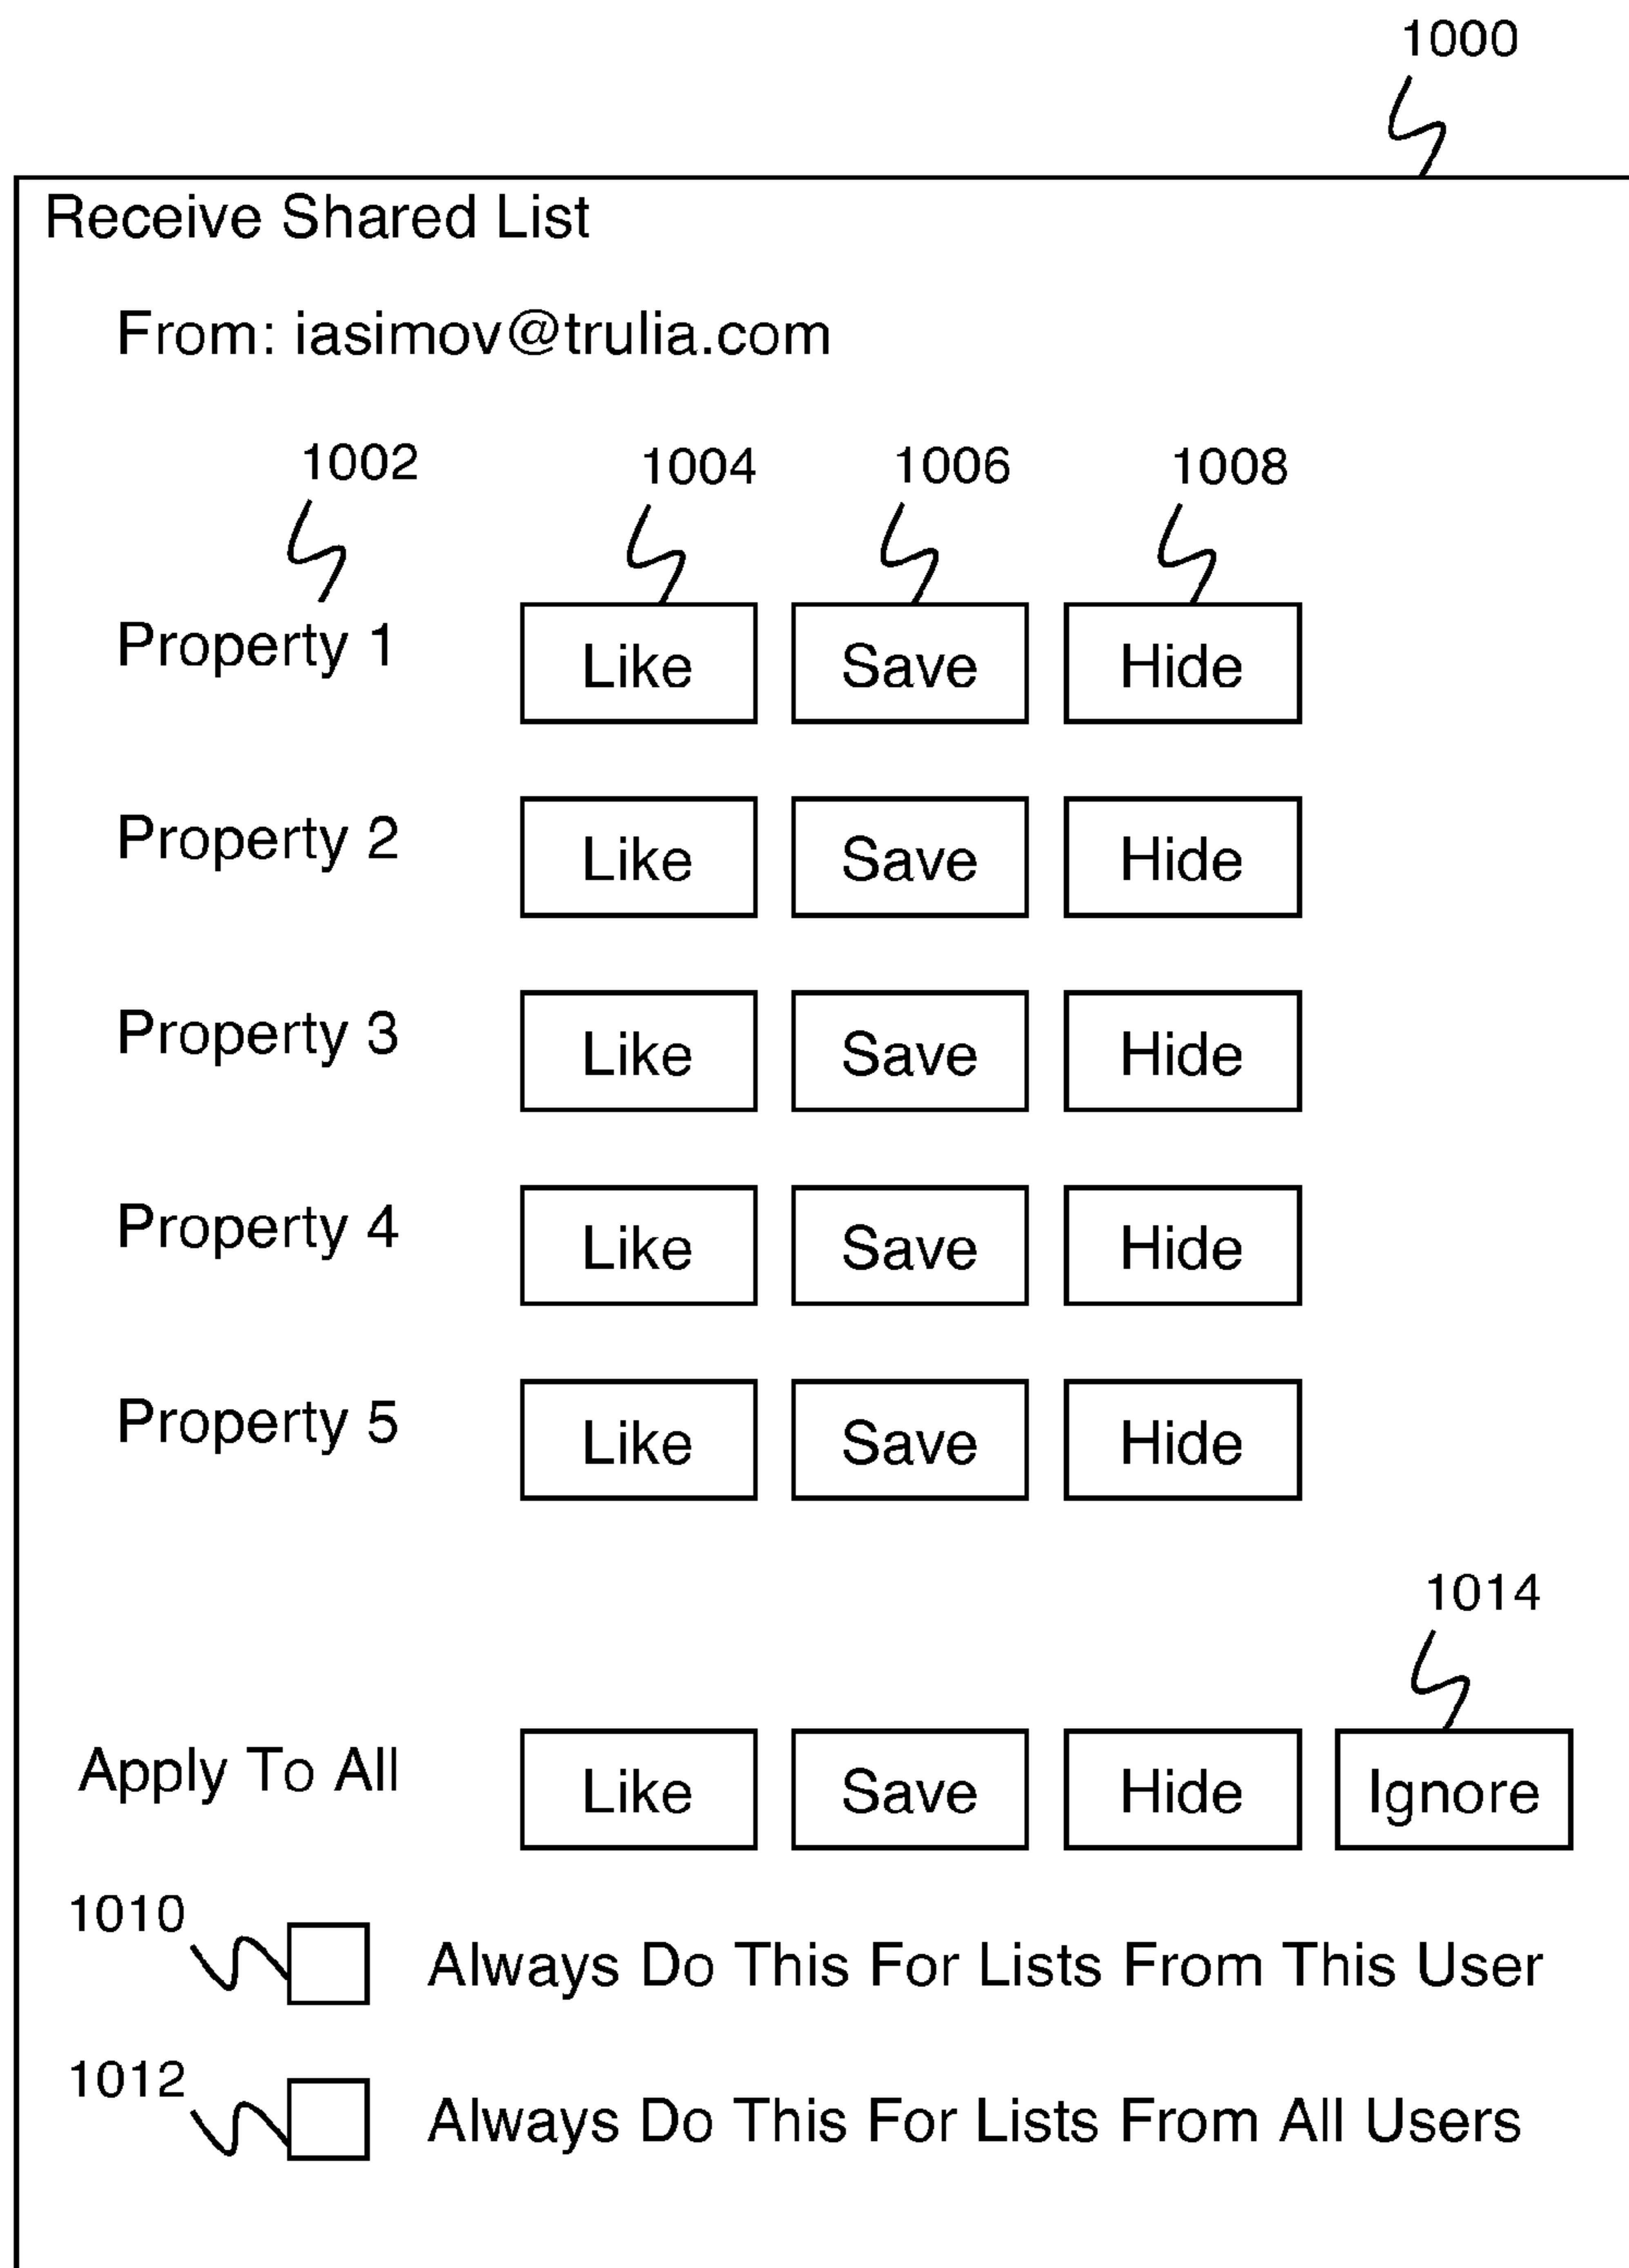 1000
Receive Shared List
From: iasimov@trulia.com
1002 1004 1006 1008
Property 1 Like Save Hide
Property 2 Like Save Hide
Property 3 Like Save Hide
Property 4 Like Save Hide
Property 5 Like Save Hide
1014
Apply To All Like Save Hide Ignore
1010 Always Do This For Lists From This User
1012 Always Do This For Lists From All Users